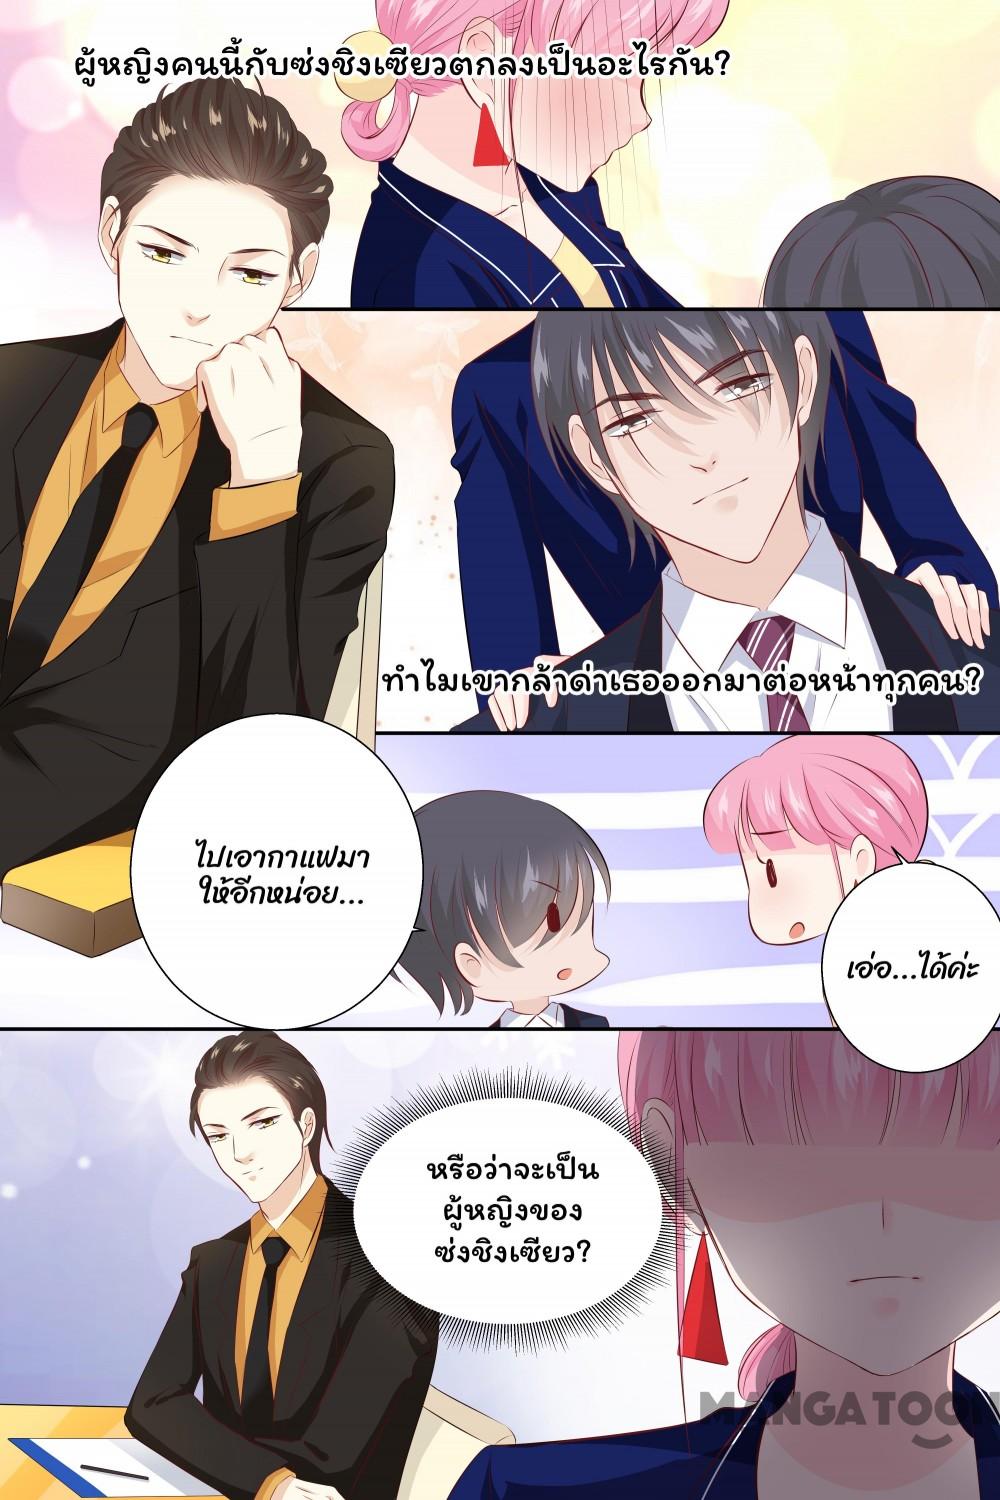 ผู้หญิงคนนี้กับซ่งชิงเซียวตกลงเป็นอะไรกัน?
ทำไมเขากล้าด่าเธอออกมาต่อหน้าทุกคน?
ไปเอากาแฟมา
ให้อีกหน่อย...
เอ่อ...ได้ค่ะ
หรือว่าจะเป็น
ผู้หญิงของ
ซ่งชิงเซียว?
MANGATOON